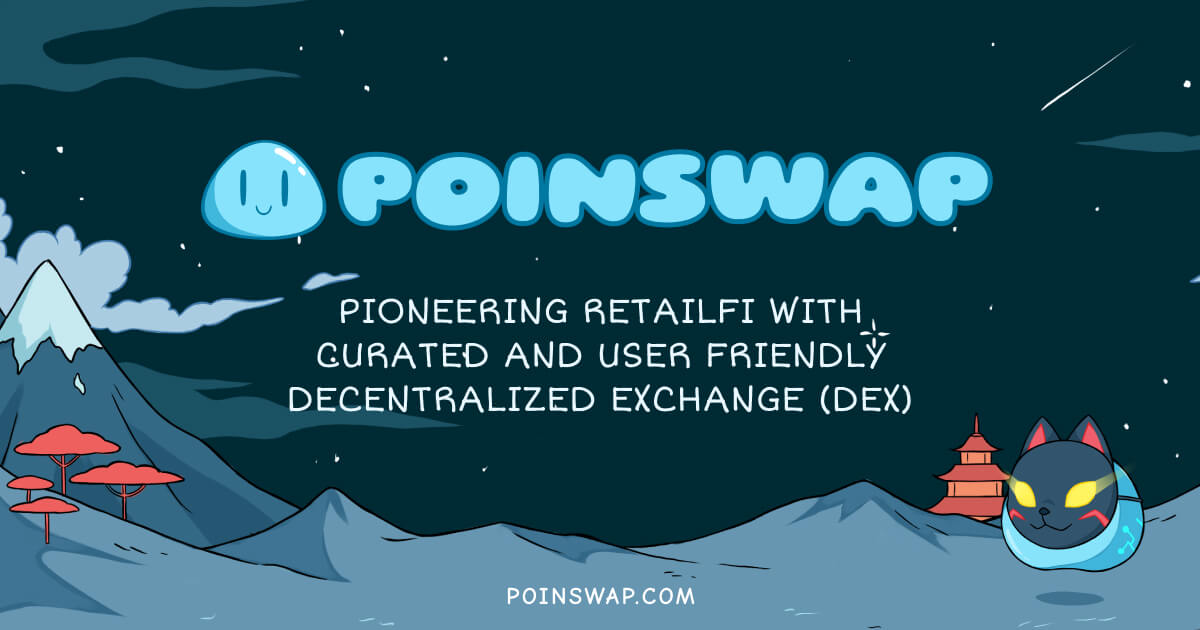 POINSWAP
PIONEERING RETAILFI WITH
CURATED AND USER FRIENDLY
DECENTRALIZED EXCHANGE (DEX)
POINSWAP.COM